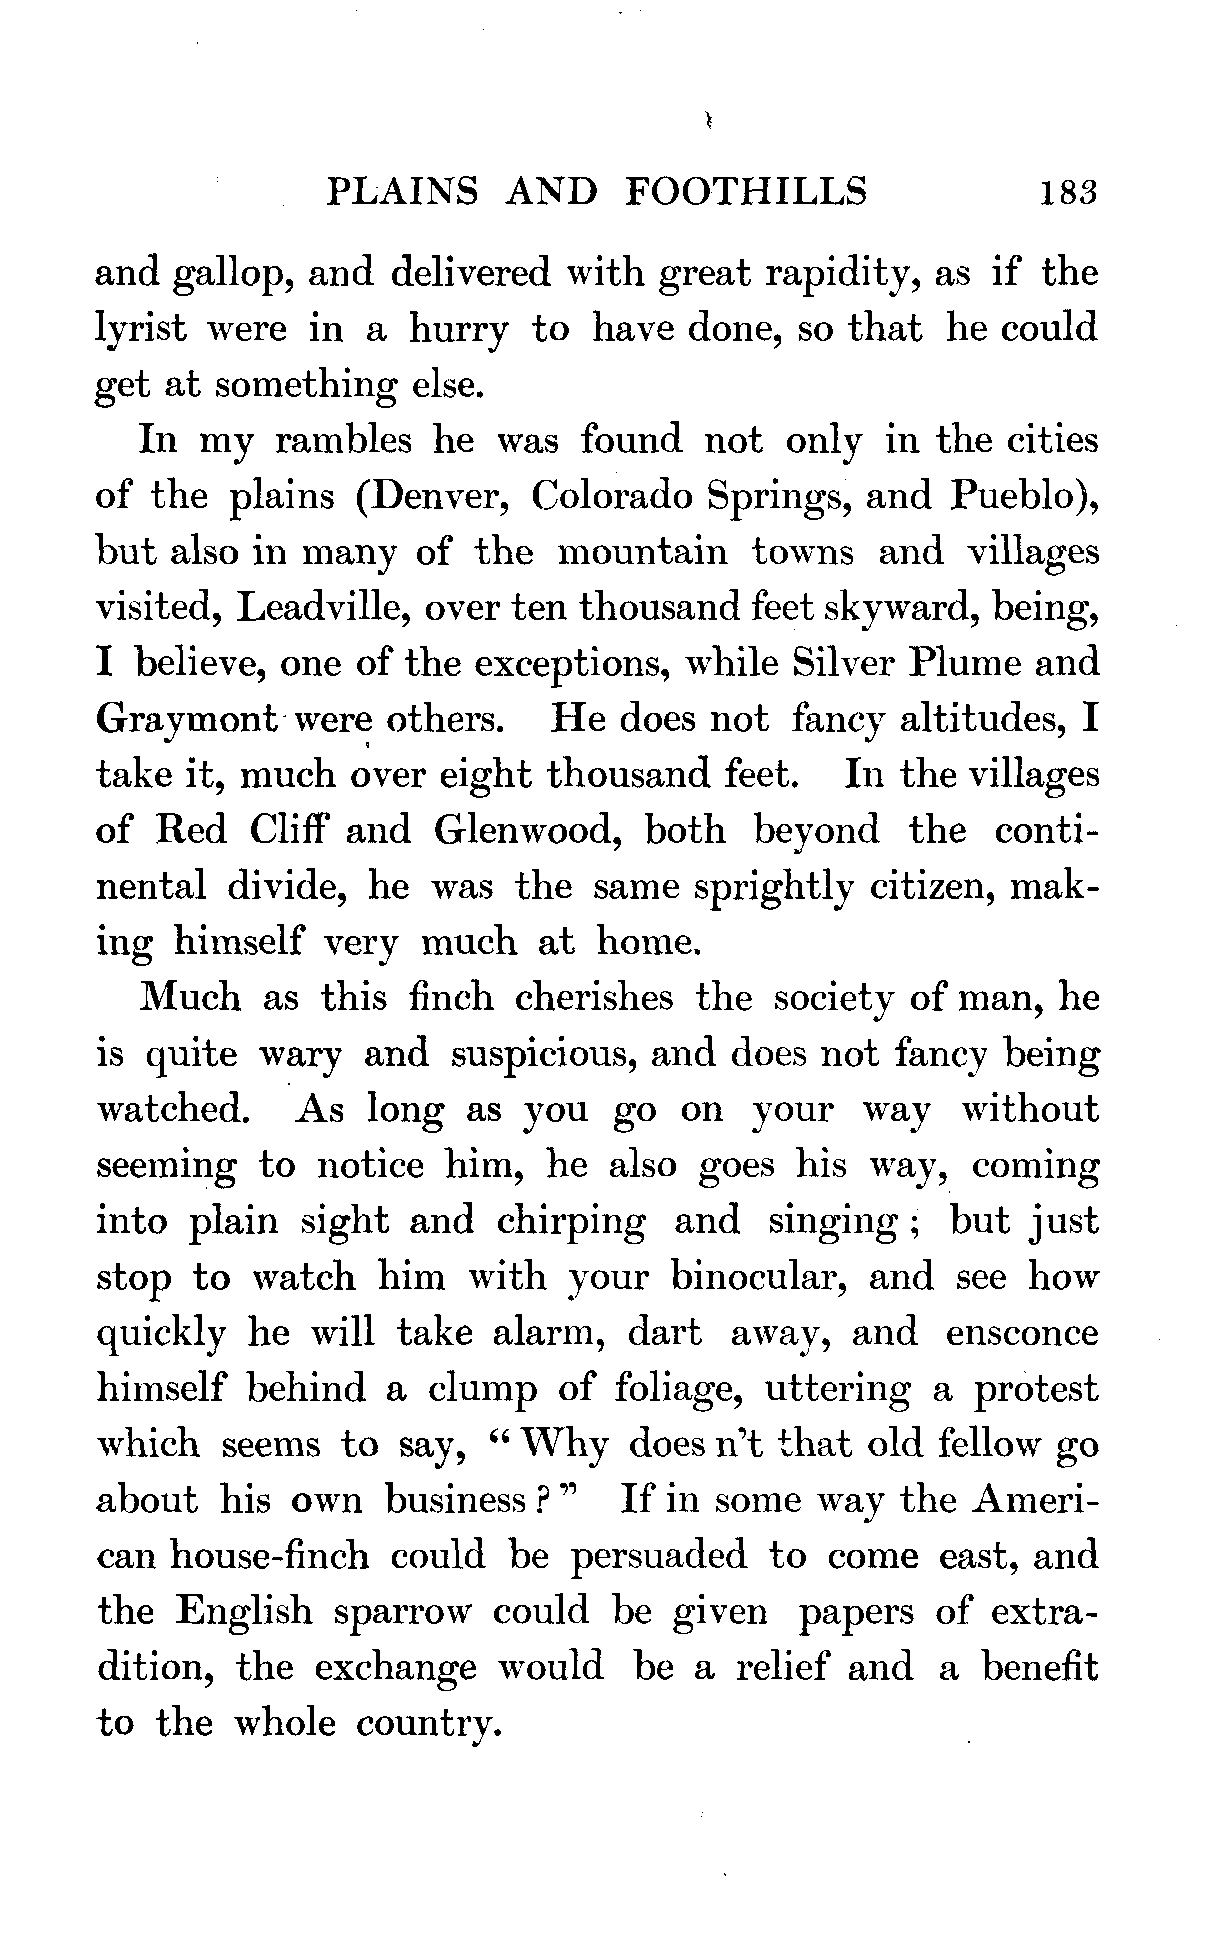 PLAINS AND FOOTHILLS 183
and gallop, and delivered with great rapidity, as if the
lyrist were in a hurry to have done, so that he could
get at something else.
In my rambles he was found not only in the cities
of the plains (Denver, Colorado Springs, and Pueblo),
but also in many of the mountain towns and villages
visited, Leadville, over ten thousand feet skyward, being,
I believe, one of the exceptions, while Silver Plume and
Graymont were others. He does not fancy altitudes, I
take it, much over eight thousand feet. In the villages
of Red Cliff and Glenwood, both beyond the conti-
nental divide, he was the same sprightly citizen, mak-
ing himself very much at home.
Much as this finch cherishes the society of man, he
is quite wary and suspicious, and does not fancy being
watched. As long as you go on your way without
seeming to notice him, he also goes his way, coming
into plain sight and chirping and singing ; but just
stop to watch him with your binocular, and see how
quickly he will take alarm, dart away, and ensconce
himself behind a clump of foliage, uttering a protest
which seems to say, “ Why does n't that old fellow go
about his own business ? ” If in some way the Ameri-
can house-finch could be persuaded to come east, and
the English sparrow could be given papers of extra-
dition, the exchange would be a relief and a benefit
to the whole country.